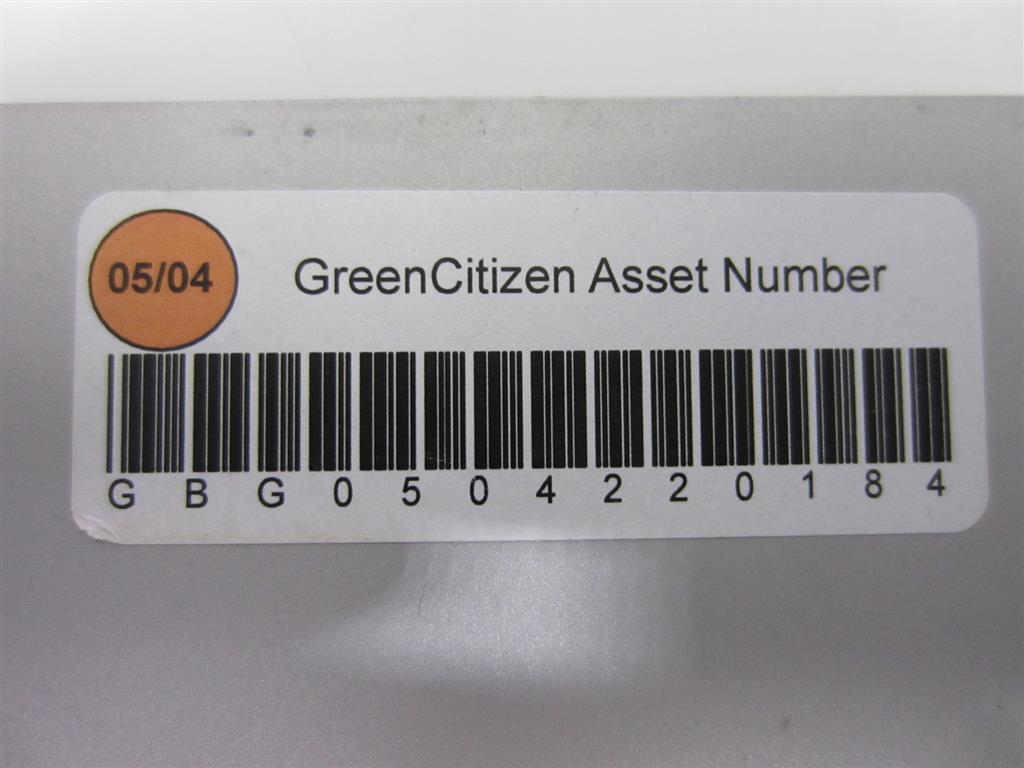 05/04
GreenCitizen Asset Number
G B G 0 5 0 4 2 2 0 1 8 4